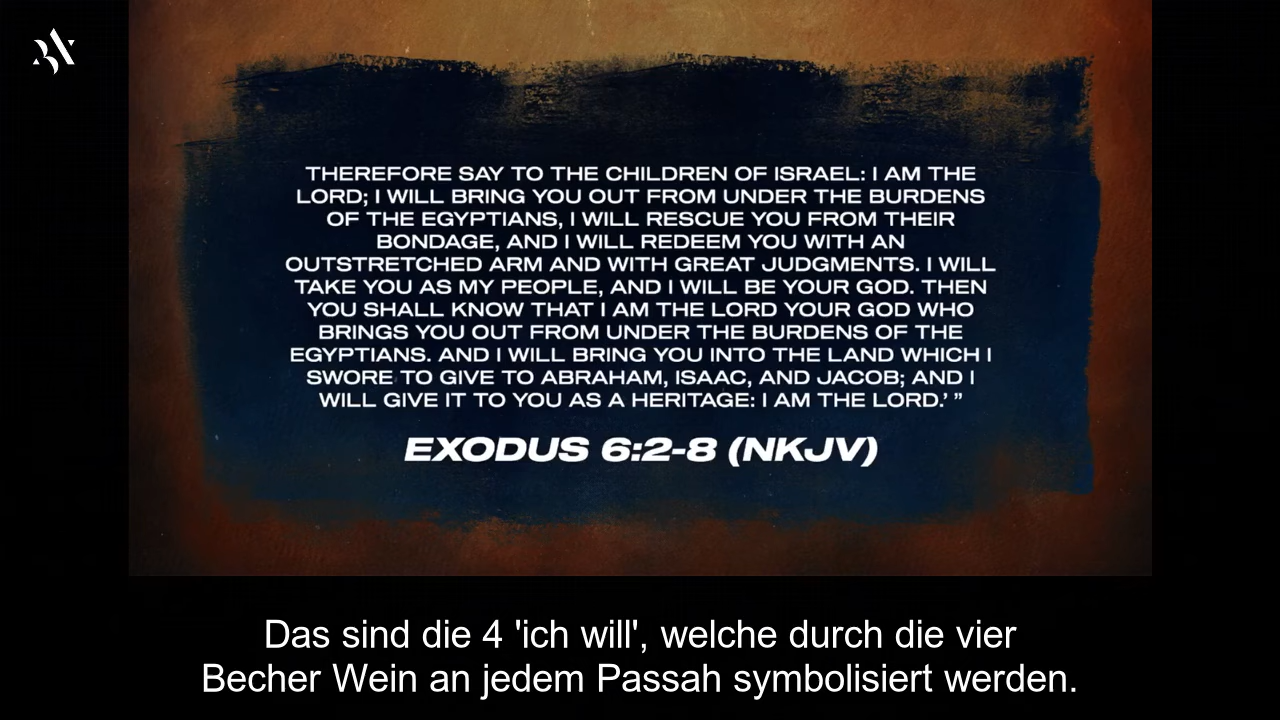 THEREFORE SAY TO THE CHILDREN OF ISRAEL: I AM THE
LORD; I WILL BRING YOU OUT FROM UNDER THE BURDENS
OF THE EGYPTIANS, I WILL RESCUE YOU FROM THEIR
BONDAGE, AND I WILL REDEEM YOU WITH AN
OUTSTRETCHED ARM AND WITH GREAT JUDGMENTS. I WILL
TAKE YOU AS MY PEOPLE, AND I WILL BE YOUR GOD. THEN
YOU SHALL KNOW THAT I AM THE LORD YOUR GOD WHO
BRINGS YOU OUT FROM UNDER THE BURDENS OF THE
EGYPTIANS. AND I WILL BRING YOU INTO THE LAND WHICH I
SWORE TO GIVE TO ABRAHAM, ISAAC, AND JACOB; AND I
WILL GIVE IT TO YOU AS A HERITAGE: I AM THE LORD.’ ”
EXODUS 6:2-8 (NKJV)
Das sind die 4 'ich will', welche durch die vier
Becher Wein an jedem Passah symbolisiert werden.